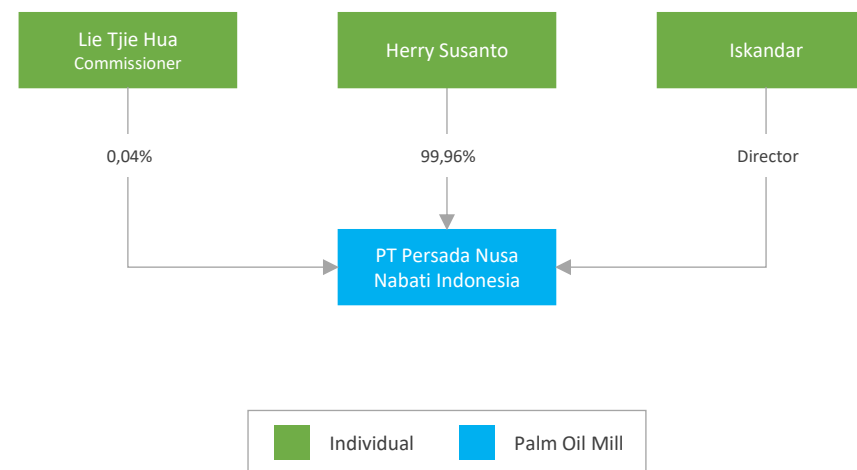 Lie Tjie Hua
Commissioner
Herry Susanto
Iskandar
0,04%
99,96%
Director
PT Persada Nusa
Nabati Indonesia
Individual
Palm Oil Mill